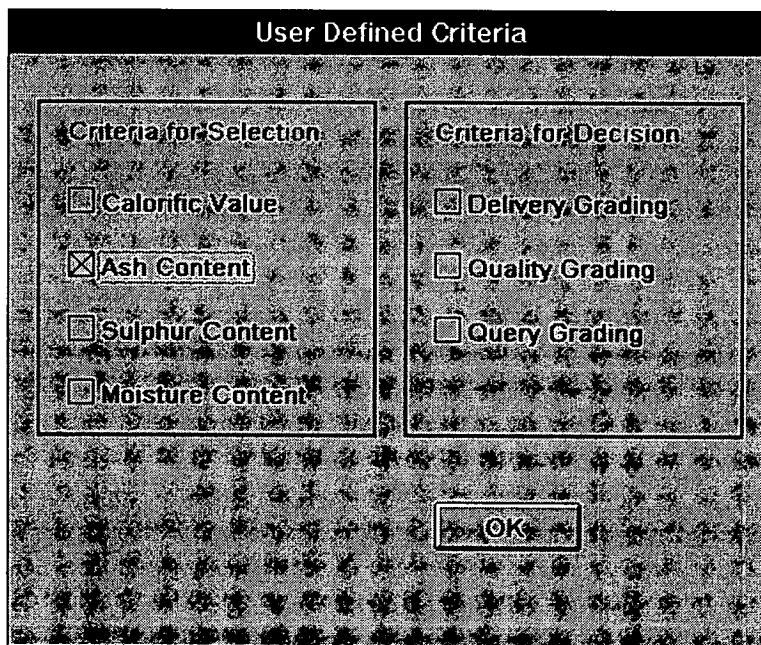 User Defined Criteria
Criteria for Selection
Calorific Value
Ash Content
Sulphur Content
Moisture Content
Criteria for Decision
Delivery Grading
Quality Grading
Query Grading
OK